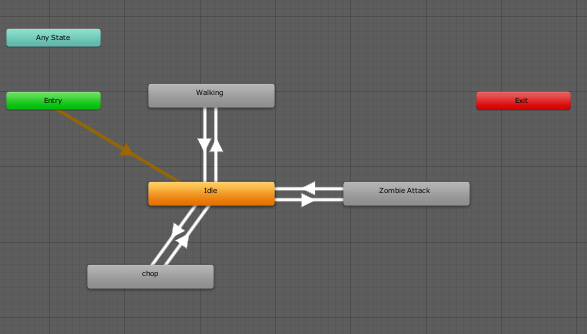 Any State
Entry
Walking
Exit
Idle
Zombie Attack
chop